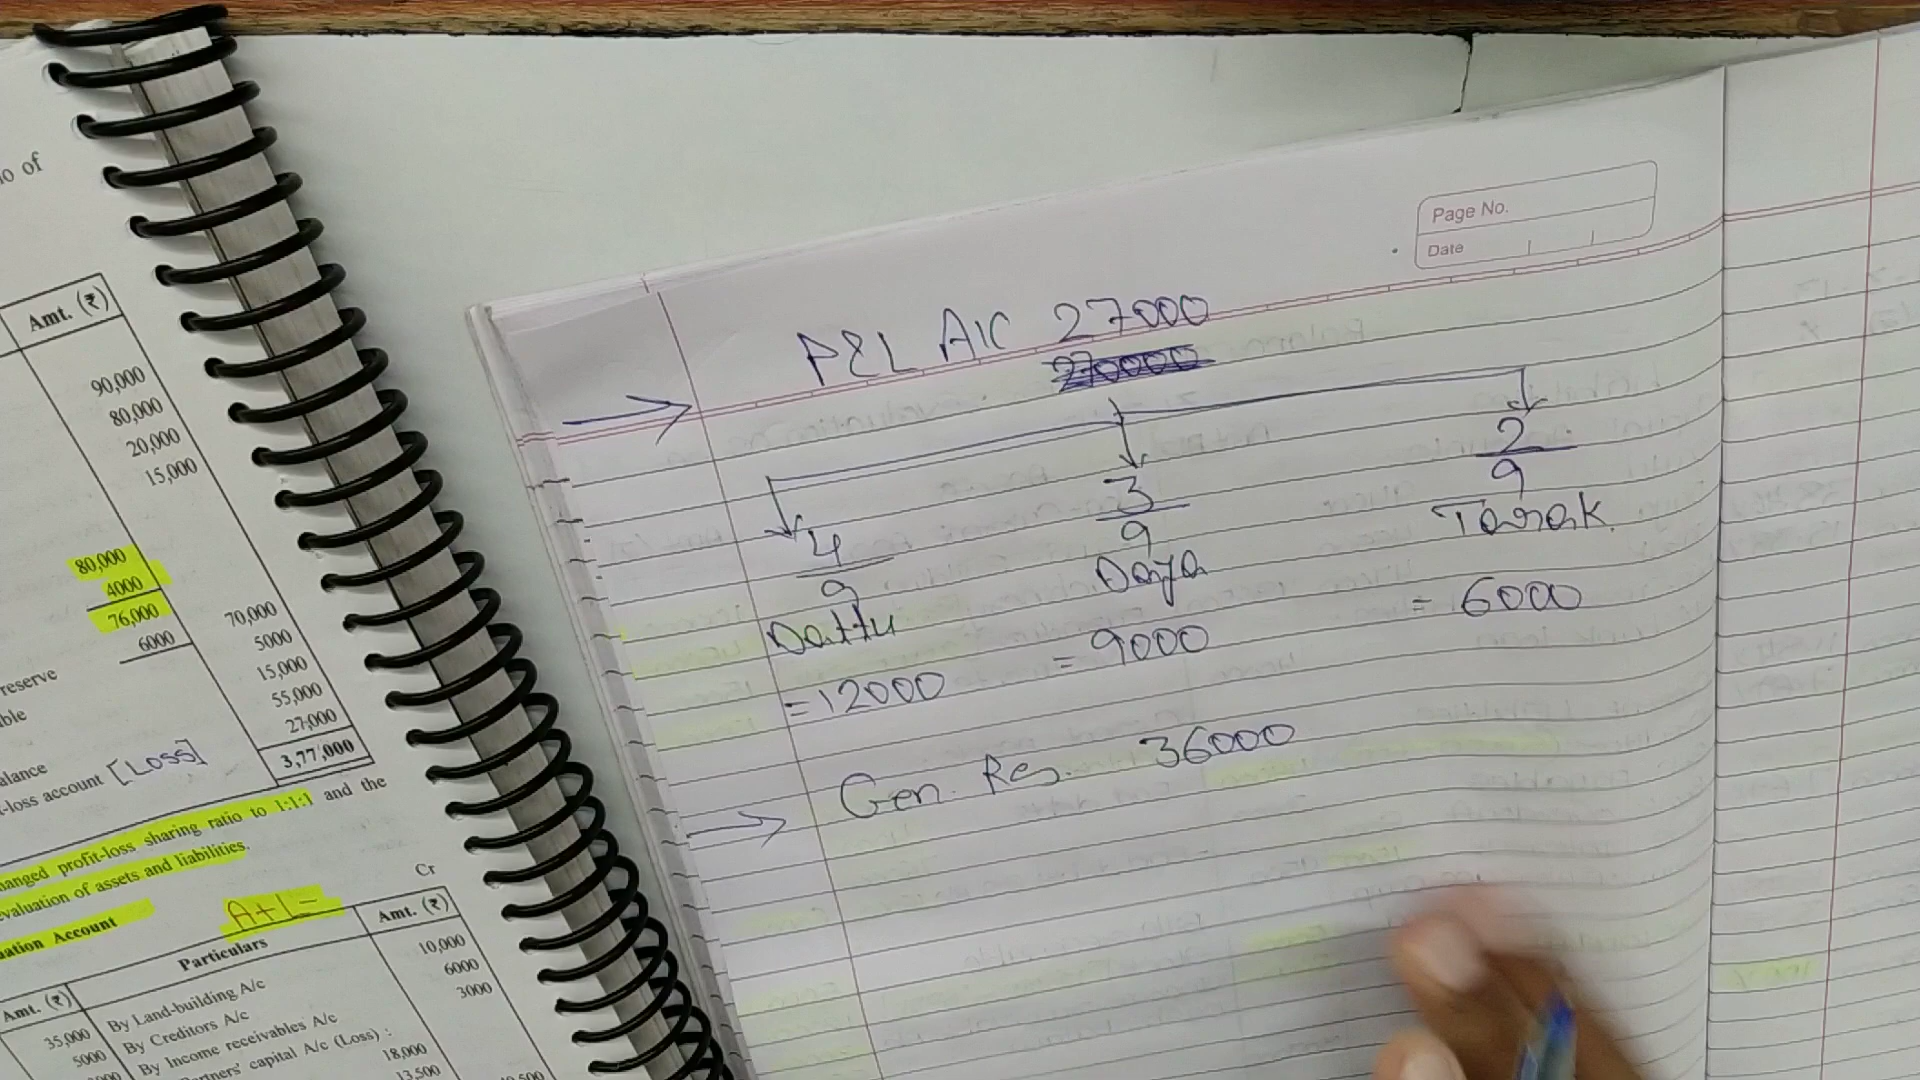 io of
Amt. (₹)
90,000
80,000
20,000
15,000
80,000
4000
76,000
6000
70,000
5000
15,000
55,000
27,000
3,77,000
reserve
ble
alance
-loss account [LOSS]
hanged profit-loss sharing ratio to 1:1:1 and the
evaluation of assets and liabilities.
uation Account
A+L-
Cr
Amt. (₹) Particulars Amt. (₹)
35,000 By Land-building A/c 10,000
5000 By Creditors A/c 6000
By Income receivables A/c 3000
artners' capital A/c (Loss) :
18,000
13,500
Page No.
Date
P&L A/C 27000
270000
4/9 3/9 2/9
Dattu Daya Tarak.
=12000 = 9000 = 6000
Gen. Res. 36000